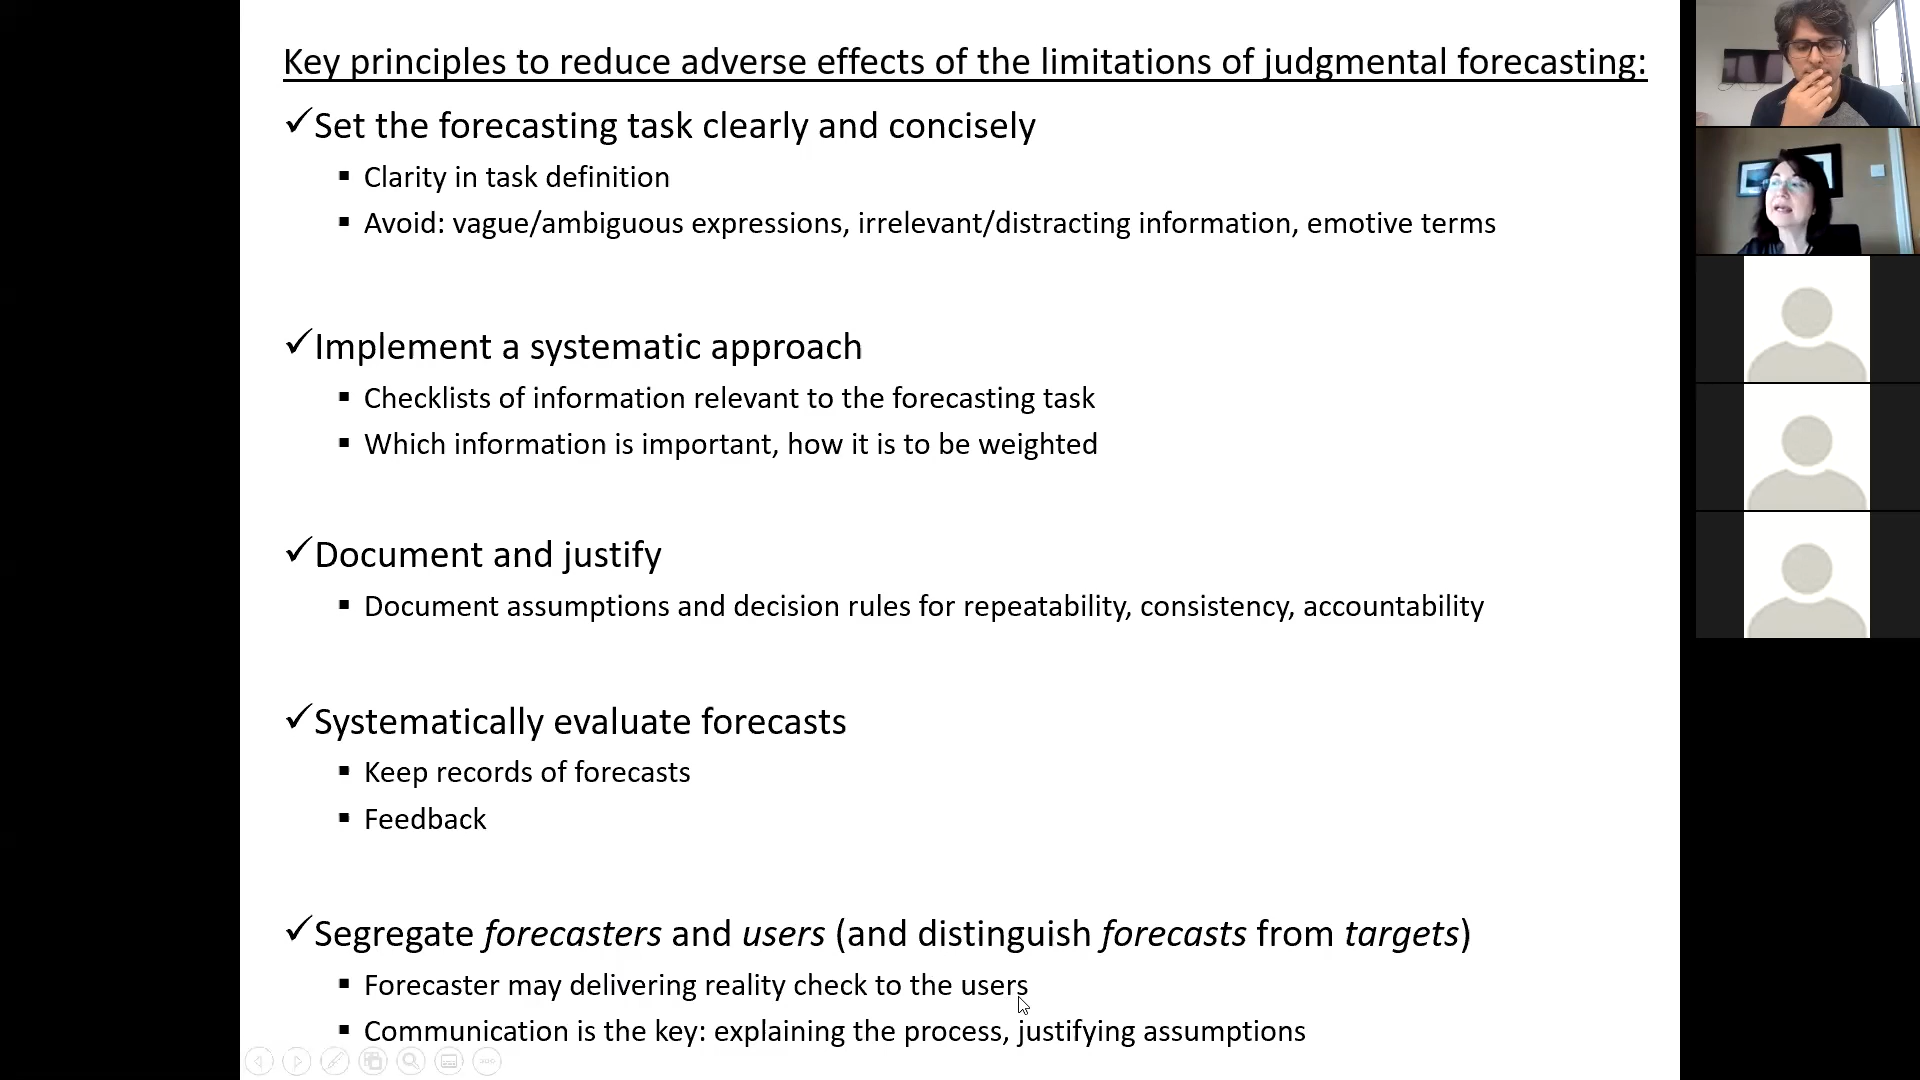 Key principles to reduce adverse effects of the limitations of judgmental forecasting:
✓Set the forecasting task clearly and concisely
▪ Clarity in task definition
▪ Avoid: vague/ambiguous expressions, irrelevant/distracting information, emotive terms
✓Implement a systematic approach
▪ Checklists of information relevant to the forecasting task
▪ Which information is important, how it is to be weighted
✓Document and justify
▪ Document assumptions and decision rules for repeatability, consistency, accountability
✓Systematically evaluate forecasts
▪ Keep records of forecasts
▪ Feedback
✓Segregate forecasters and users (and distinguish forecasts from targets)
▪ Forecaster may delivering reality check to the users
▪ Communication is the key: explaining the process, justifying assumptions